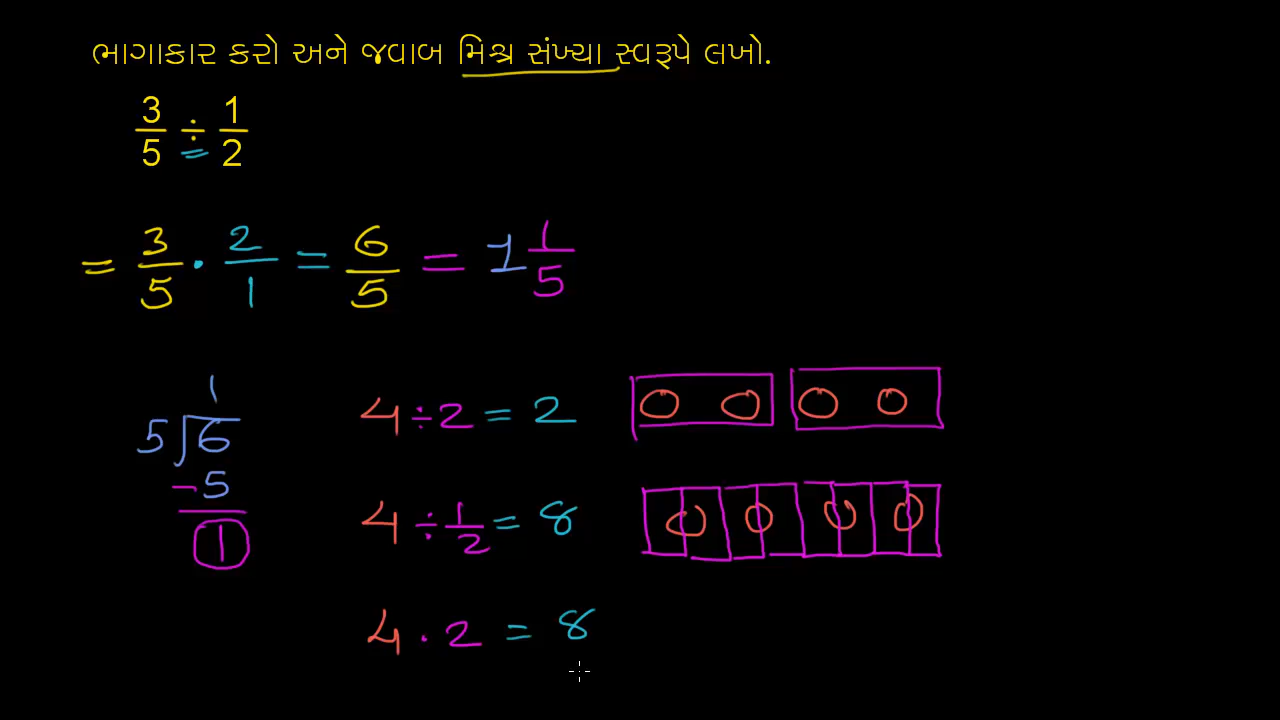 ભાગાકાર કરો અને જવાબ મિશ્ર સંખ્યા સ્વરૂપે લખો.
3/5 ÷ 1/2
= 3/5 · 2/1 = 6/5 = 1 1/5
1
5)6
- 5
1
4 ÷ 2 = 2
4 ÷ 1/2 = 8
4 · 2 = 8